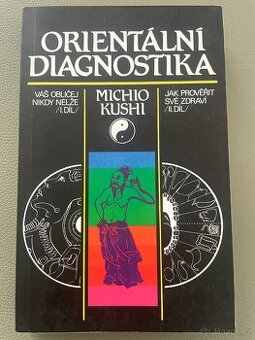 ORIENTÁLNÍ
DIAGNOSTIKA
VÁŠ OBLIČEJ
NIKDY NELŽE
/I.DÍL/
MICHIO
KUSHI
JAK PROVĚŘIT
SVÉ ZDRAVÍ
/II.DÍL/